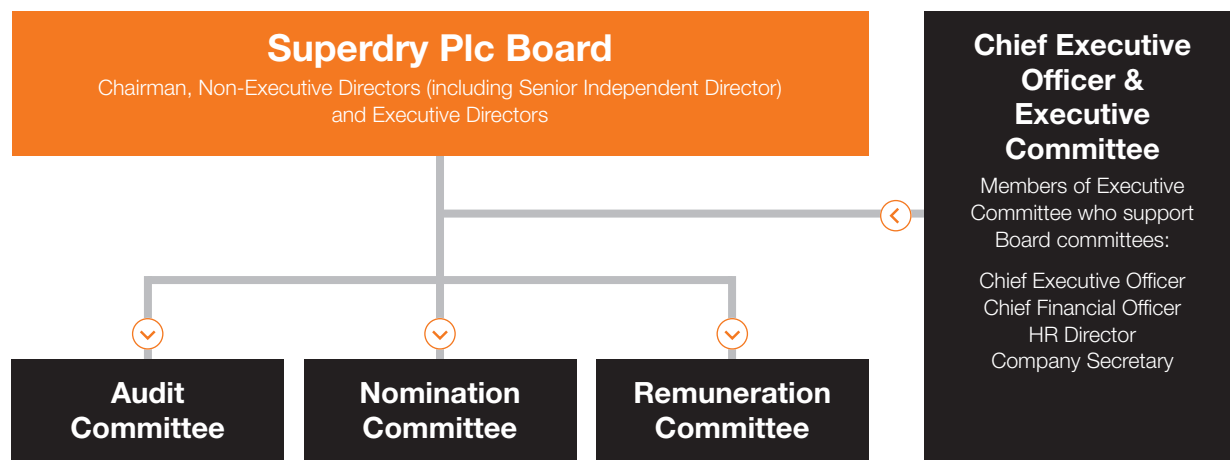 Superdry Plc Board
Chairman, Non-Executive Directors (including Senior Independent Director)
and Executive Directors
Chief Executive
Officer &
Executive
Committee
Members of Executive
Committee who support
Board committees:
Chief Executive Officer
Chief Financial Officer
HR Director
Company Secretary
Audit
Committee
Nomination
Committee
Remuneration
Committee